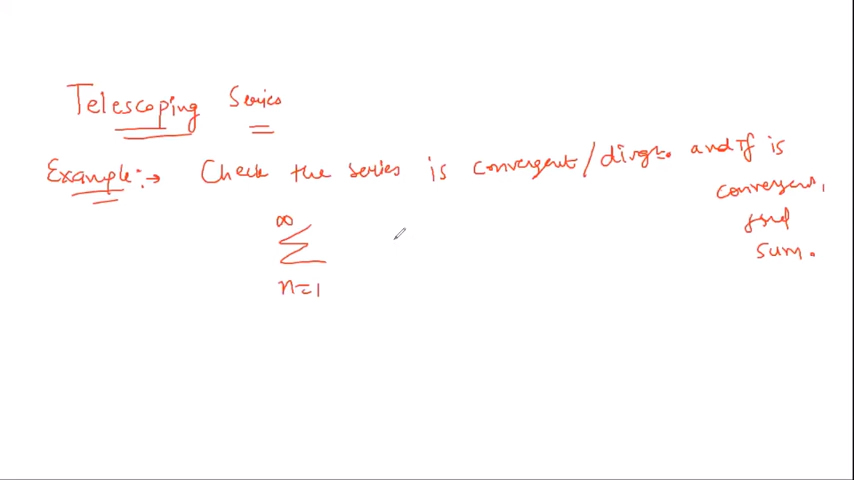 Telescoping Series
Example:→ Check the series is convergent/divgt. and if is
convergent,
find
sum.
∞
∑
n=1